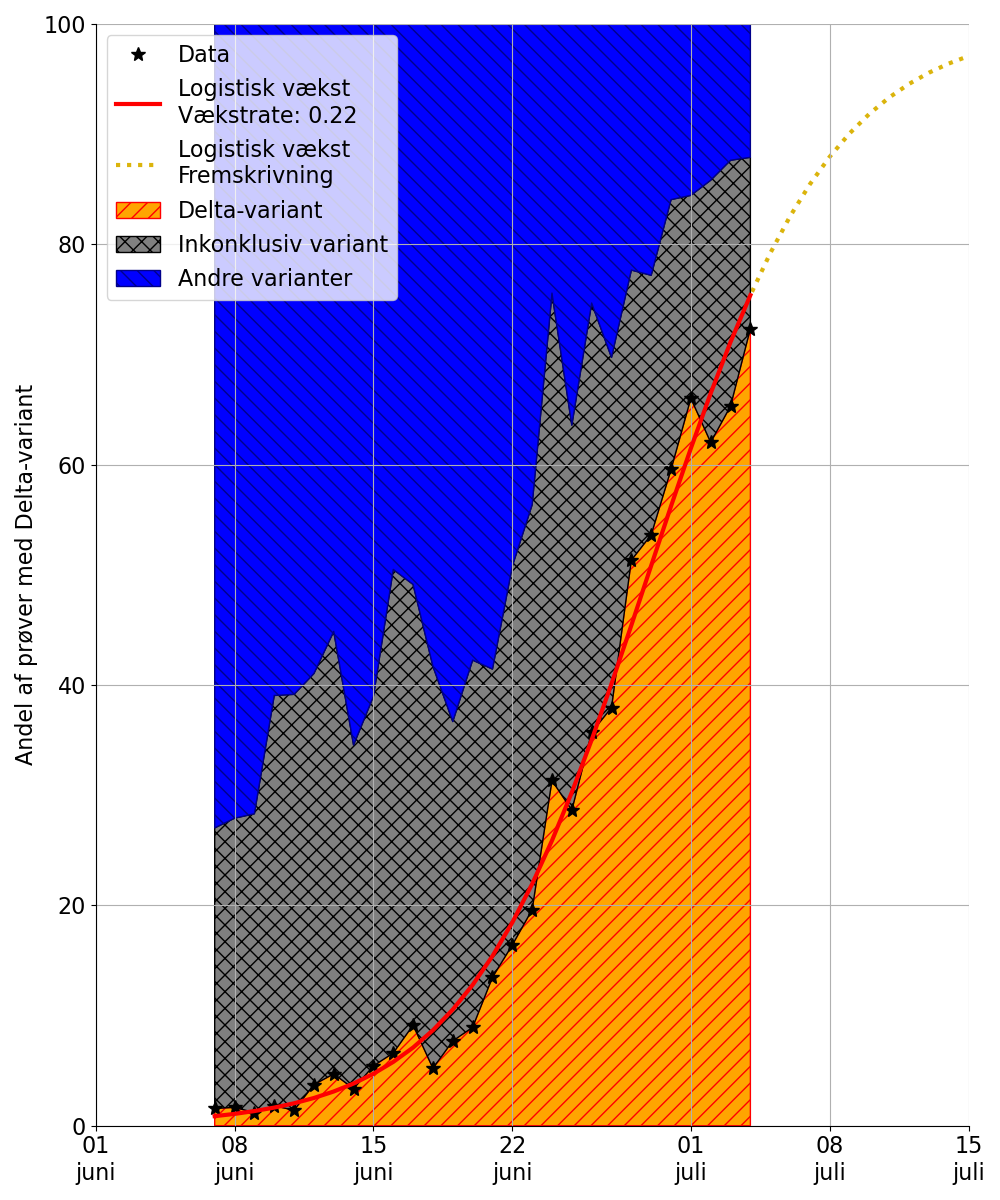 100
80
60
40
20
0
Andel af prøver med Delta-variant
Data
Logistisk vækst
Vækstrate: 0.22
Logistisk vækst
Fremskrivning
Delta-variant
Inkonklusiv variant
Andre varianter
01
juni
08
juni
15
juni
22
juni
01
juli
08
juli
15
juli